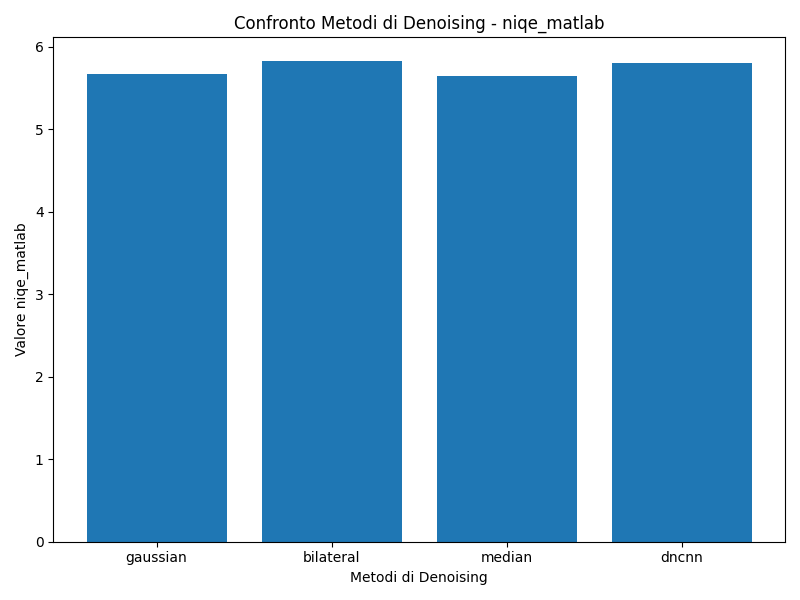 Confronto Metodi di Denoising - niqe_matlab
6
5
4
3
2
1
0
Valore niqe_matlab
gaussian bilateral median dncnn
Metodi di Denoising